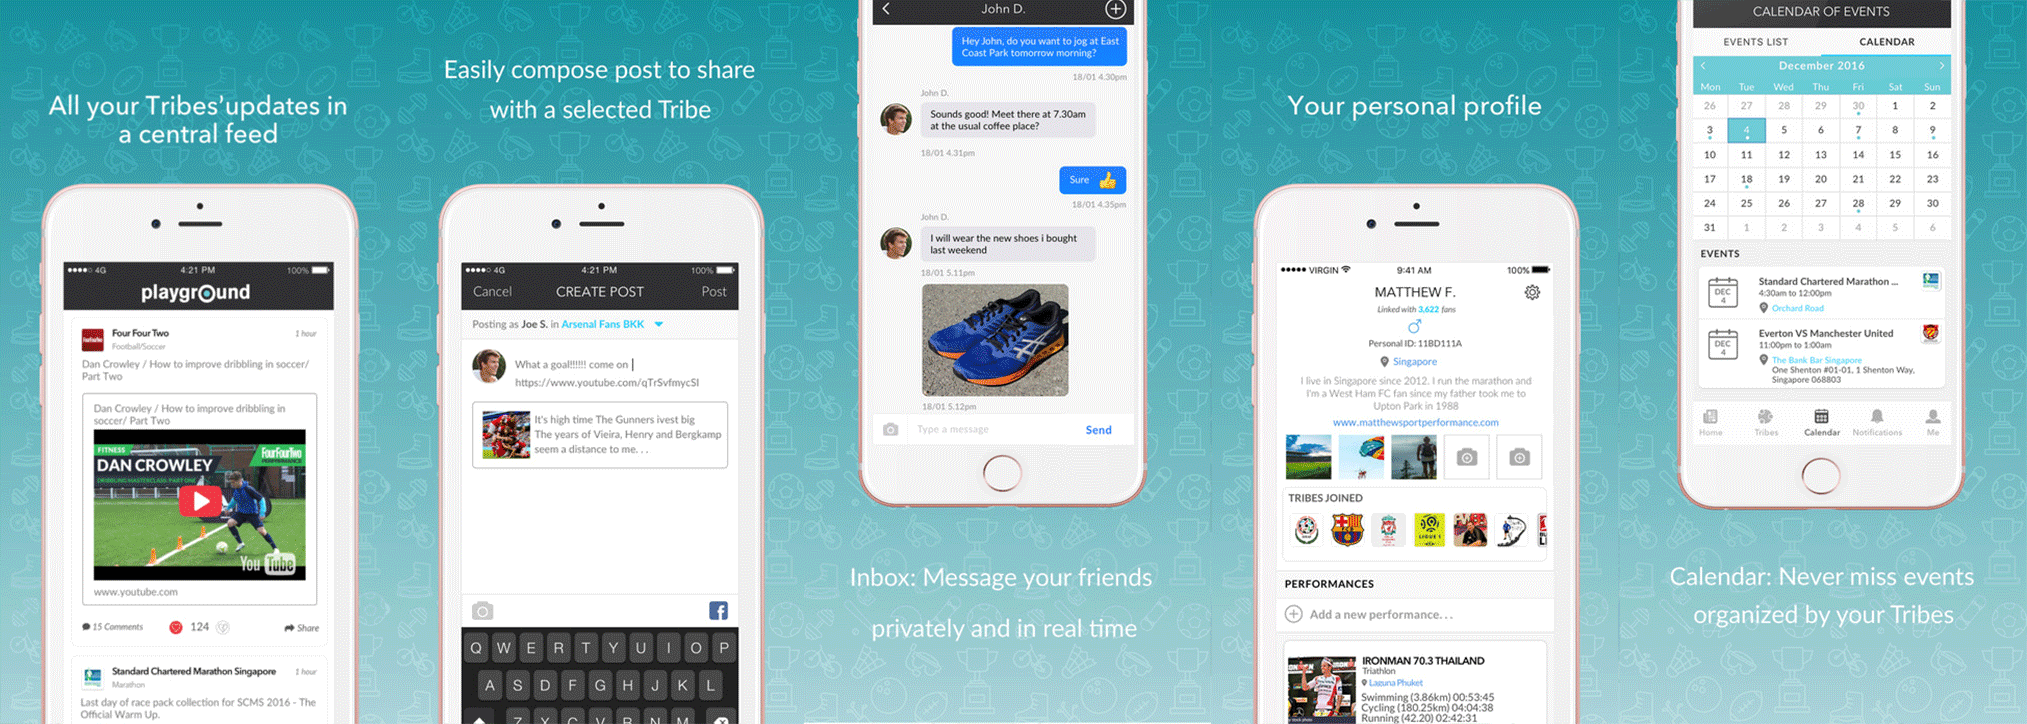 All your Tribes'updates in
a central feed
4G
4:21 PM
100%
playground
Four Four Two
1 hour
Football/Soccer
Dan Crowley / How to improve dribbling in soccer/
Part Two
Dan Crowley / How to improve dribbling in
soccer/ Part Two
FITNESS
FourFourTwo
PERFORMANCE
DAN CROWLEY
DRIBBLING MASTERCLASS: PART ONE
You Tube
www.youtube.com
15 Comments
124
Share
Standard Chartered Marathon Singapore
1 hour
Marathon
Last day of race pack collection for SCMS 2016 - The
Official Warm Up.
Easily compose post to share
with a selected Tribe
4G
4:21 PM
100%
Cancel
CREATE POST
Post
Posting as Joe S. in Arsenal Fans BKK
What a goal!!!!!! come on
https://www.youtube.com/qTrSvfmycSI
It's high time The Gunners ivest big
The years of Vieira, Henry and Bergkamp
seem a distance to me. . .
Q W E R T Y U I O P
A S D F G H J K L
Z X C V B N M
John D.
Hey John, do you want to jog at East
Coast Park tomorrow morning?
18/01 4.30pm
John D.
Sounds good! Meet there at 7.30am
at the usual coffee place?
18/01 4.31pm
Sure
18/01 4.35pm
John D.
I will wear the new shoes i bought
last weekend
18/01 5.11pm
18/01 5.12pm
Type a message
Send
Inbox: Message your friends
privately and in real time
Your personal profile
VIRGIN
9:41 AM
100%
MATTHEW F.
Linked with 3,622 fans
Personal ID: 11BD111A
Singapore
I live in Singapore since 2012. I run the marathon and
I'm a West Ham FC fan since my father took me to
Upton Park in 1988
www.matthewsportperformance.com
TRIBES JOINED
LIGUE 1
PERFORMANCES
Add a new performance. . .
IRONMAN 70.3 THAILAND
Triathlon
Laguna Phuket
Swimming (3.86km) 00:53:45
Cycling (180.25km) 04:04:38
Running (42.20) 02:42:31
CALENDAR OF EVENTS
EVENTS LIST
CALENDAR
December 2016
Mon Tue Wed Thu Fri Sat Sun
26 27 28 29 30 1 2
3 4 5 6 7 8 9
10 11 12 13 14 15 16
17 18 19 20 21 22 23
24 25 26 27 28 29 30
31 1 2 3 4 5 6
EVENTS
DEC
4
Standard Chartered Marathon ...
4:30am to 12:00pm
Orchard Road
DEC
4
Everton VS Manchester United
11:00pm to 1:00am
The Bank Bar Singapore
One Shenton #01-01, 1 Shenton Way,
Singapore 068803
Home
Tribes
Calendar
Notifications
Me
Calendar: Never miss events
organized by your Tribes